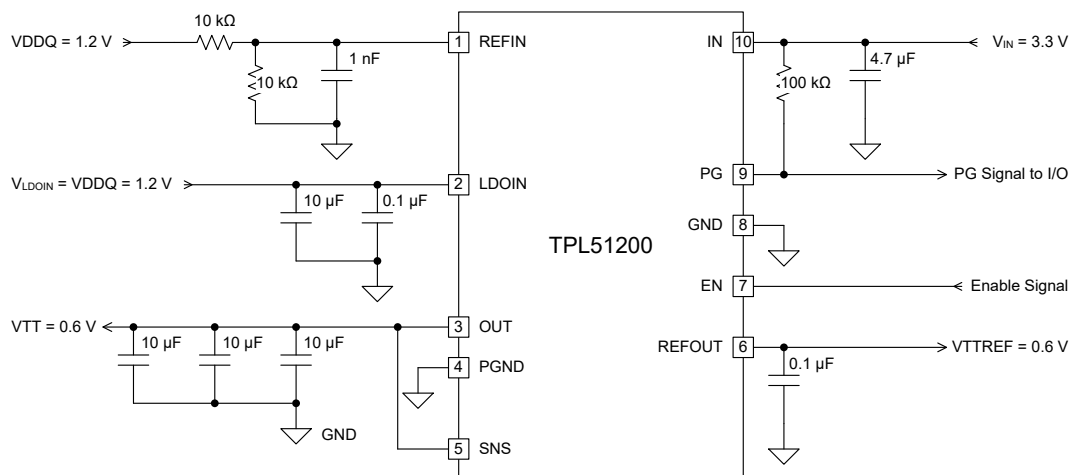 10 kΩ
VDDQ = 1.2 V
1
REFIN
10 kΩ
1 nF
VLDOIN = VDDQ = 1.2 V
2
LDOIN
10 µF
0.1 µF
VTT = 0.6 V
3
OUT
10 µF
10 µF
10 µF
4
PGND
GND
5
SNS
TPL51200
IN
10
VIN = 3.3 V
100 kΩ
4.7 µF
PG
9
PG Signal to I/O
GND
8
EN
7
Enable Signal
REFOUT
6
VTTREF = 0.6 V
0.1 µF